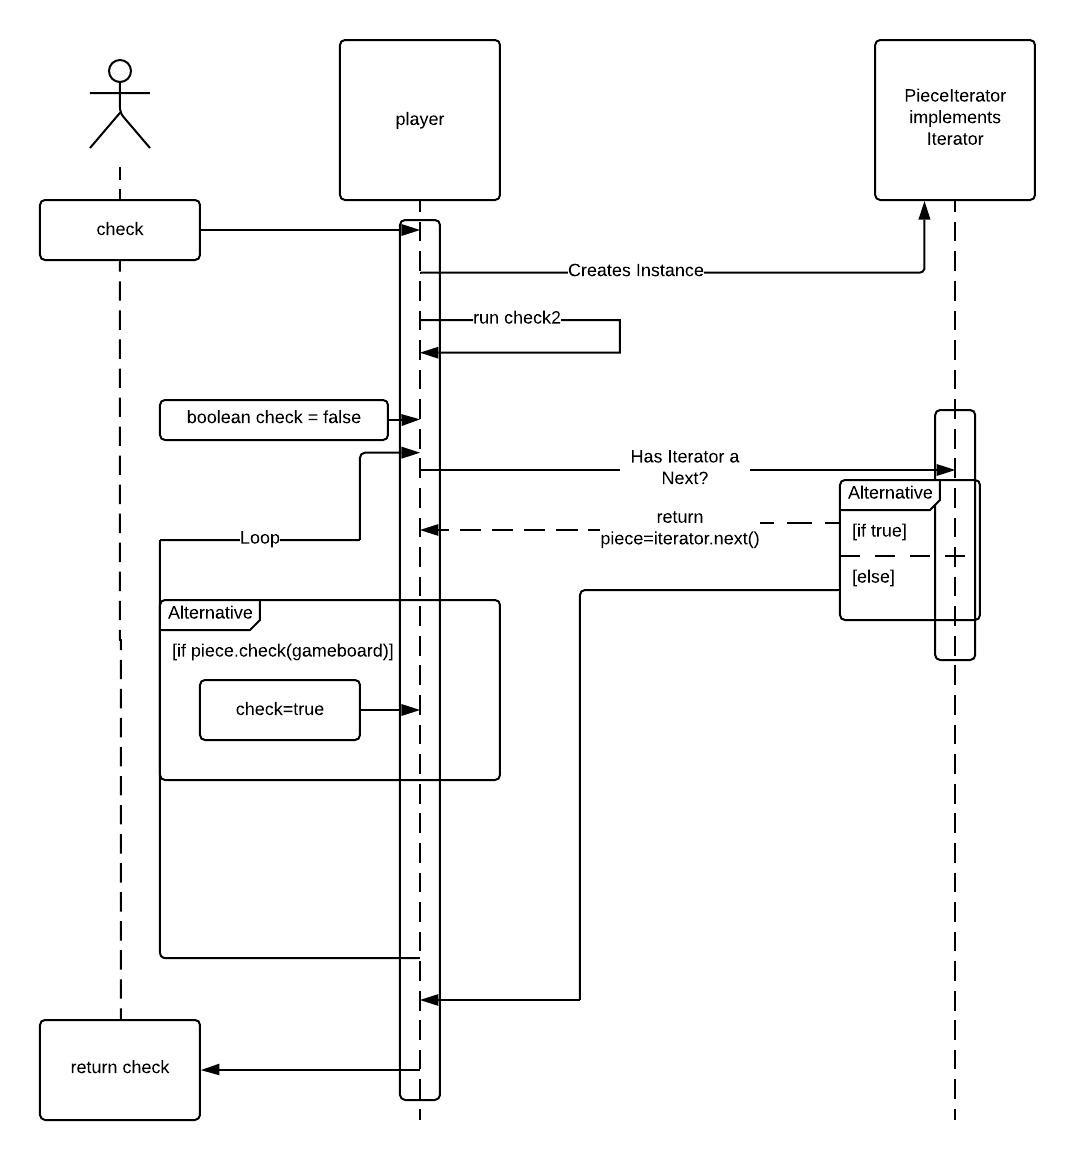 player
PieceIterator
implements
Iterator
check
Creates Instance
run check2
boolean check = false
Has Iterator a
Next?
Alternative
return
piece=iterator.next()
[if true]
Loop
[else]
Alternative
[if piece.check(gameboard)]
check=true
return check